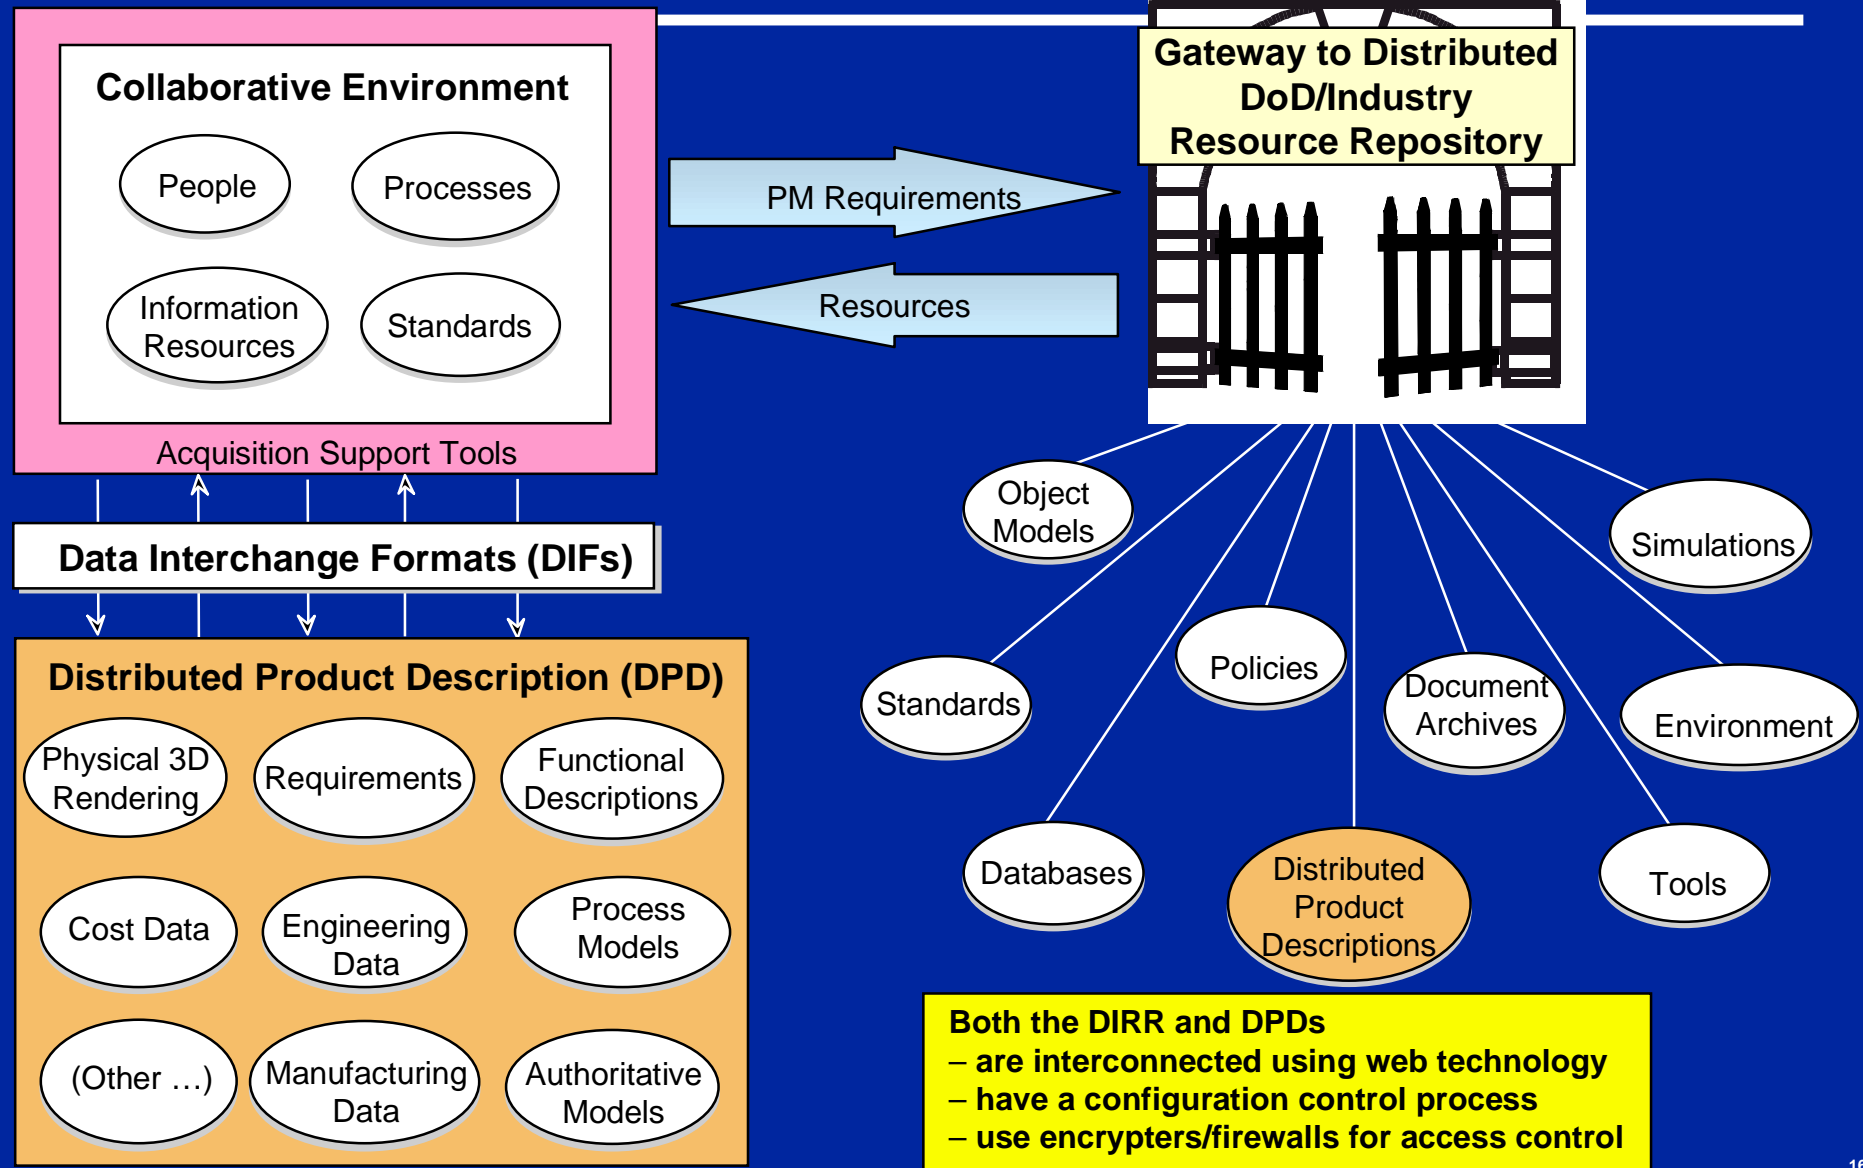 Collaborative Environment
People
Processes
Information
Resources
Standards
Acquisition Support Tools
PM Requirements
Resources
Gateway to Distributed
DoD/Industry
Resource Repository
Data Interchange Formats (DIFs)
Distributed Product Description (DPD)
Physical 3D
Rendering
Requirements
Functional
Descriptions
Cost Data
Engineering
Data
Process
Models
(Other …)
Manufacturing
Data
Authoritative
Models
Object
Models
Simulations
Policies
Standards
Document
Archives
Environment
Databases
Distributed
Product
Descriptions
Tools
Both the DIRR and DPDs
– are interconnected using web technology
– have a configuration control process
– use encrypters/firewalls for access control